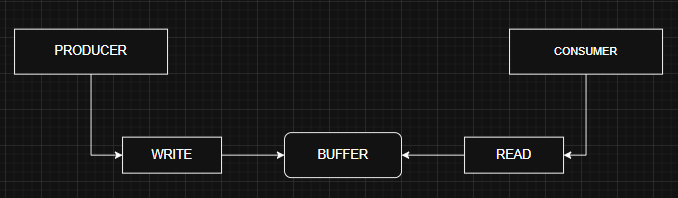 PRODUCER
CONSUMER
WRITE
BUFFER
READ